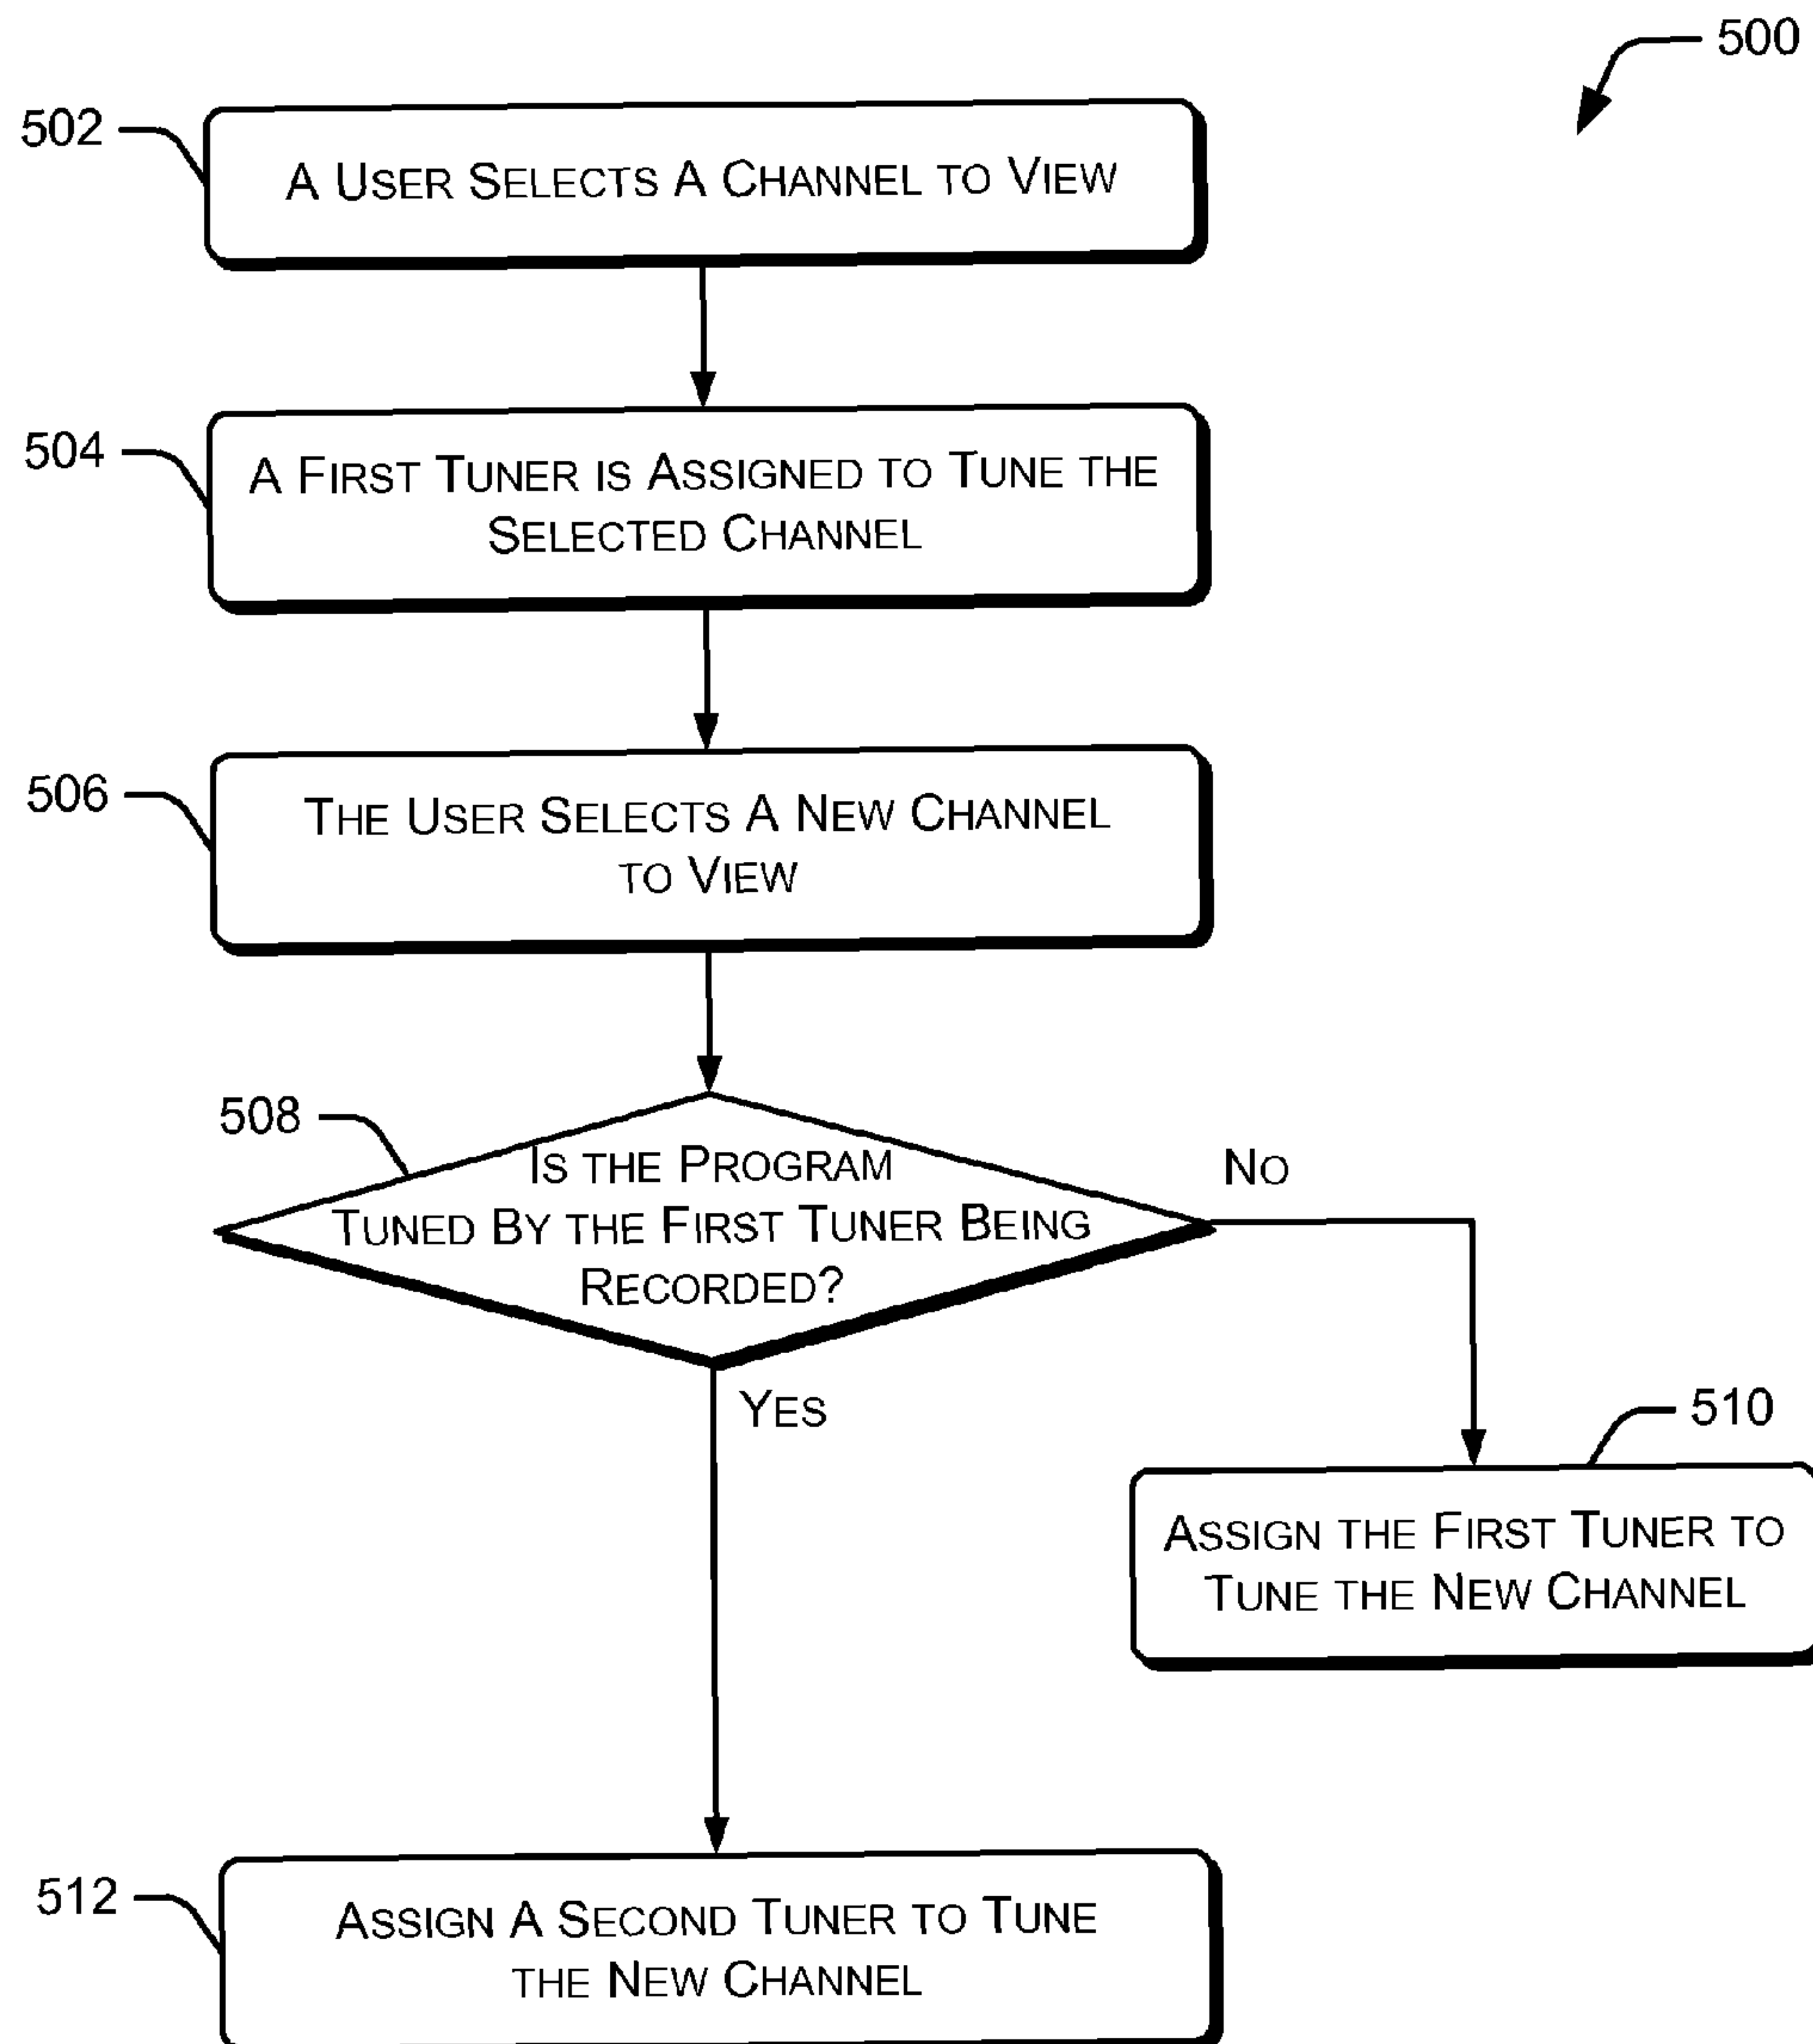 500
502
A USER SELECTS A CHANNEL TO VIEW
504
A FIRST TUNER IS ASSIGNED TO TUNE THE
SELECTED CHANNEL
506
THE USER SELECTS A NEW CHANNEL
TO VIEW
508
IS THE PROGRAM
TUNED BY THE FIRST TUNER BEING
RECORDED?
NO
YES
510
ASSIGN THE FIRST TUNER TO
TUNE THE NEW CHANNEL
512
ASSIGN A SECOND TUNER TO TUNE
THE NEW CHANNEL